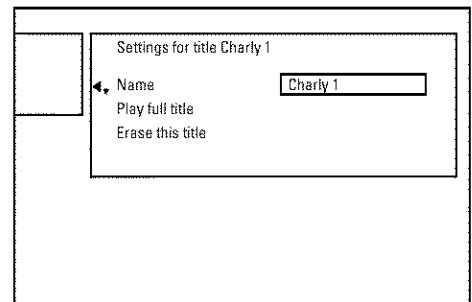 Settings for title Charly 1
Name Charly 1
Play full title
Erase this title